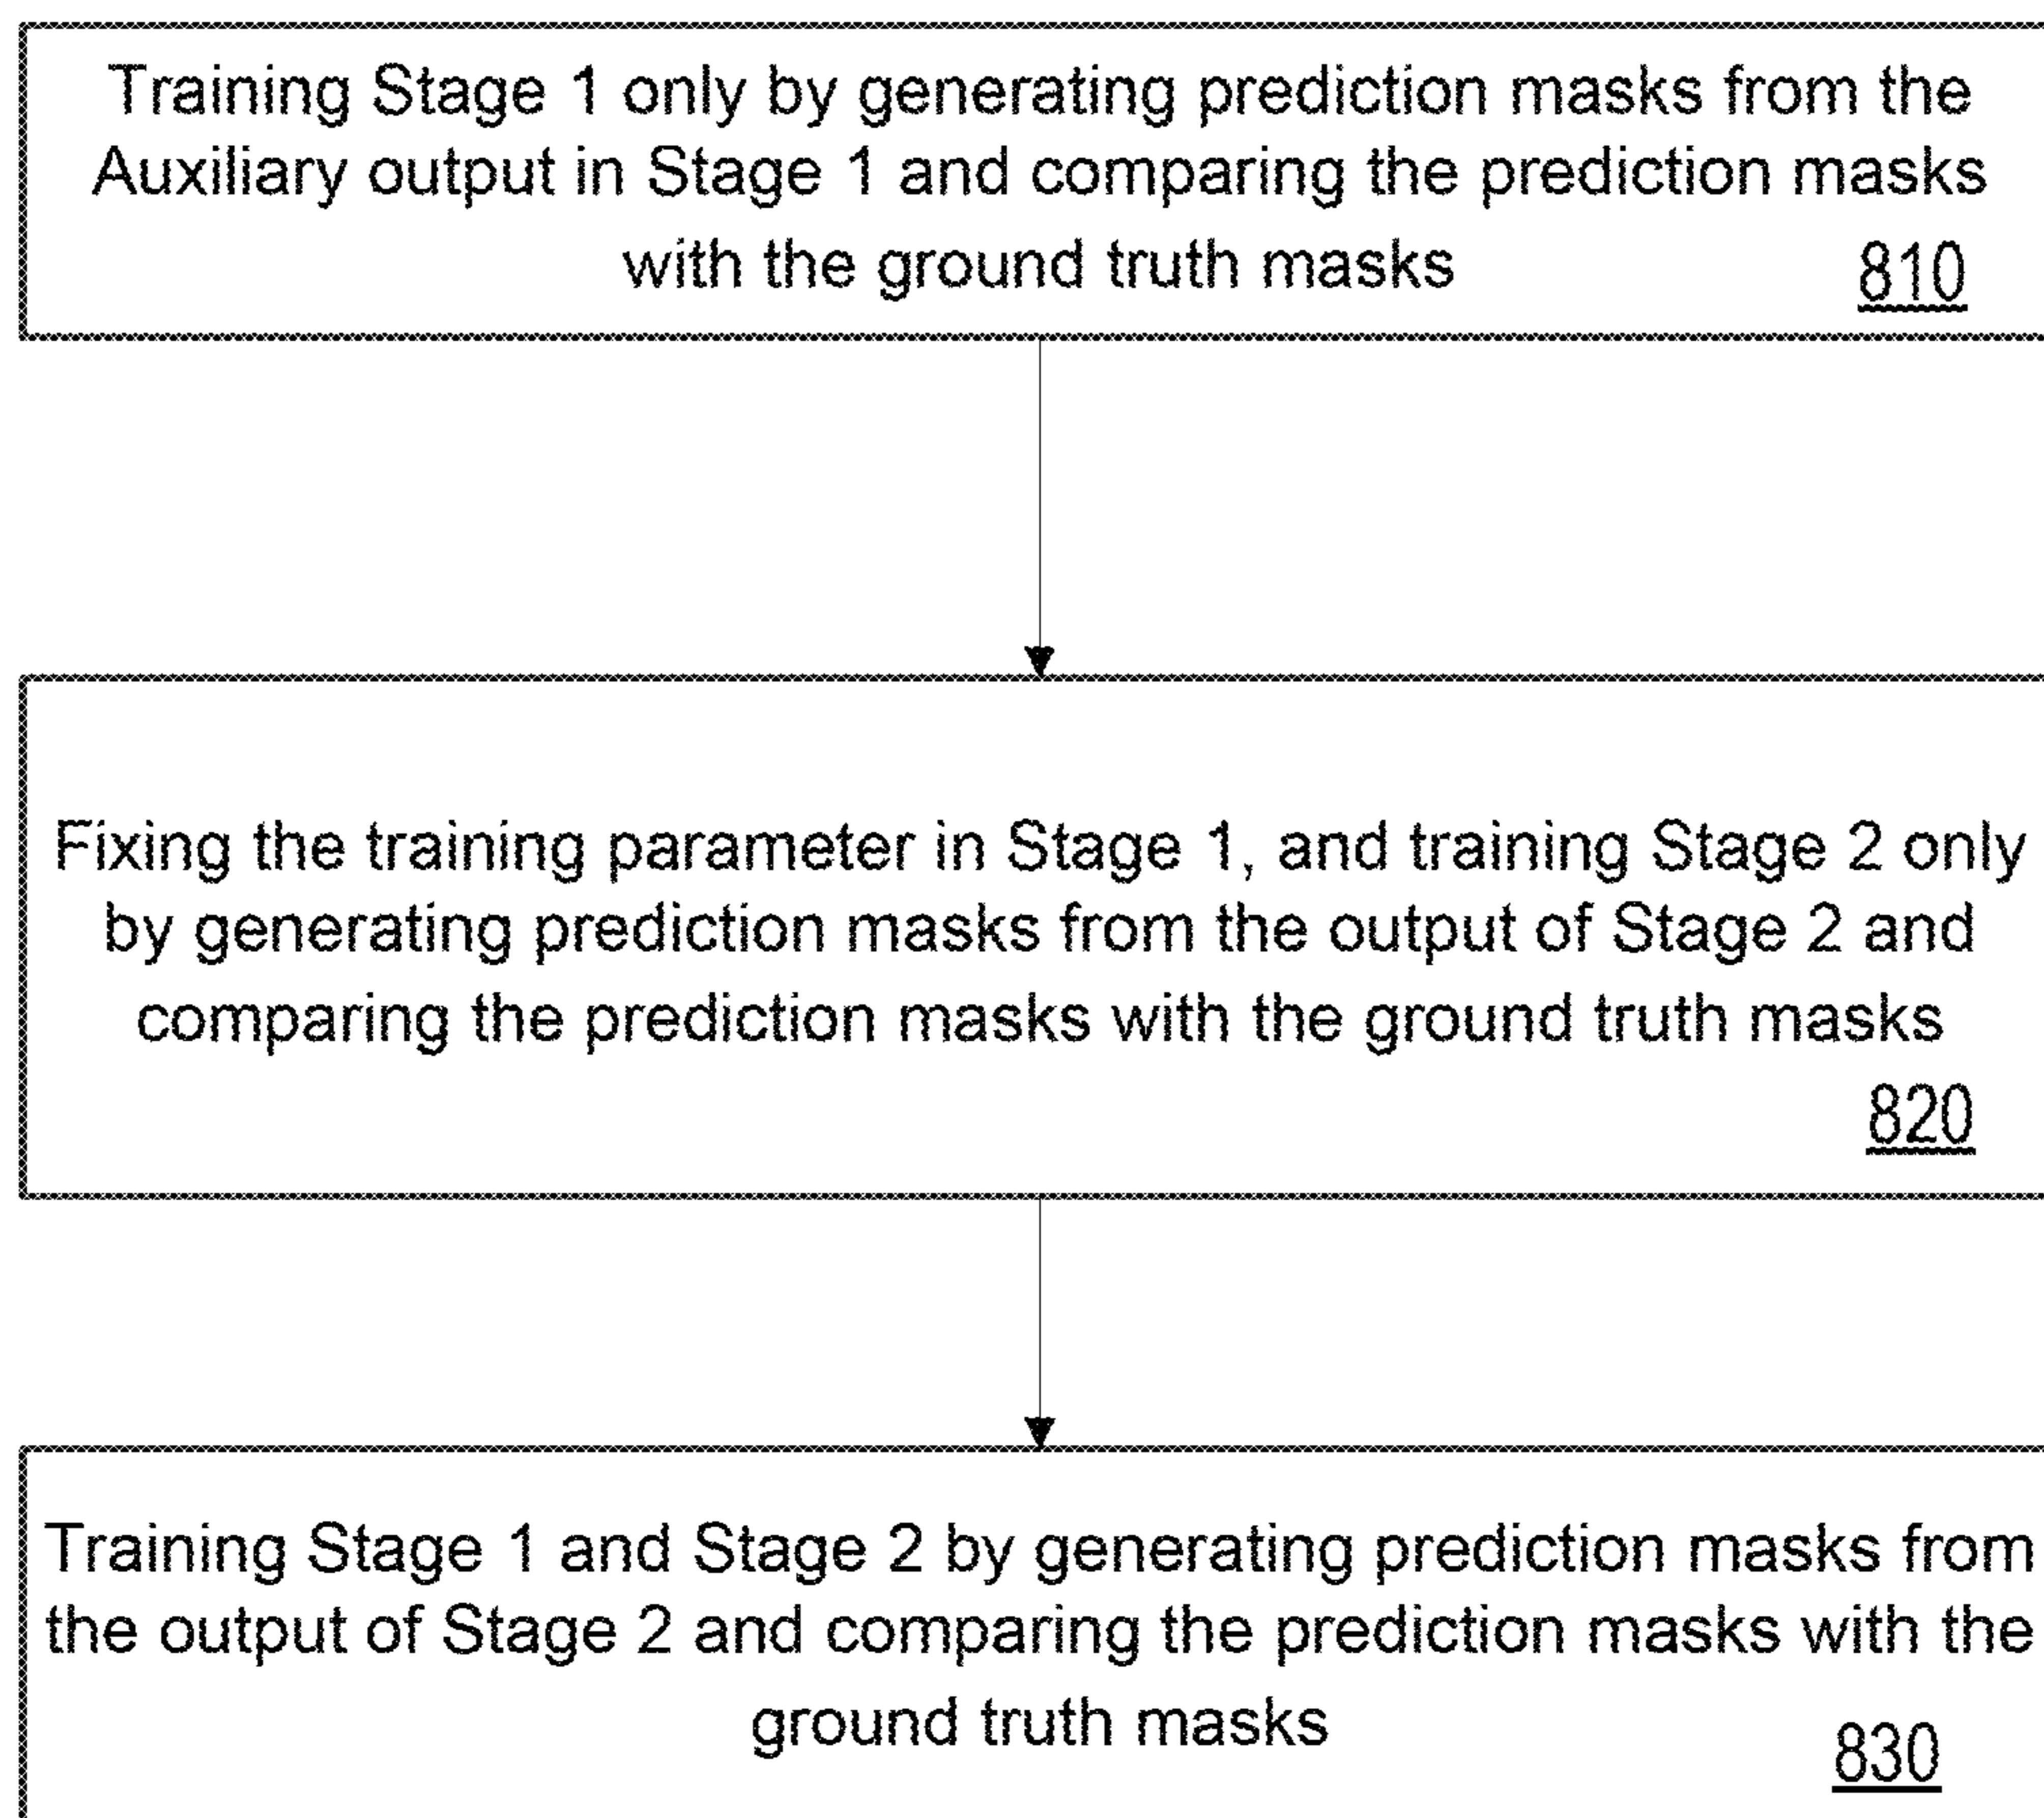 Training Stage 1 only by generating prediction masks from the
Auxiliary output in Stage 1 and comparing the prediction masks
with the ground truth masks
810
Fixing the training parameter in Stage 1, and training Stage 2 only
by generating prediction masks from the output of Stage 2 and
comparing the prediction masks with the ground truth masks
820
Training Stage 1 and Stage 2 by generating prediction masks from
the output of Stage 2 and comparing the prediction masks with the
ground truth masks
830